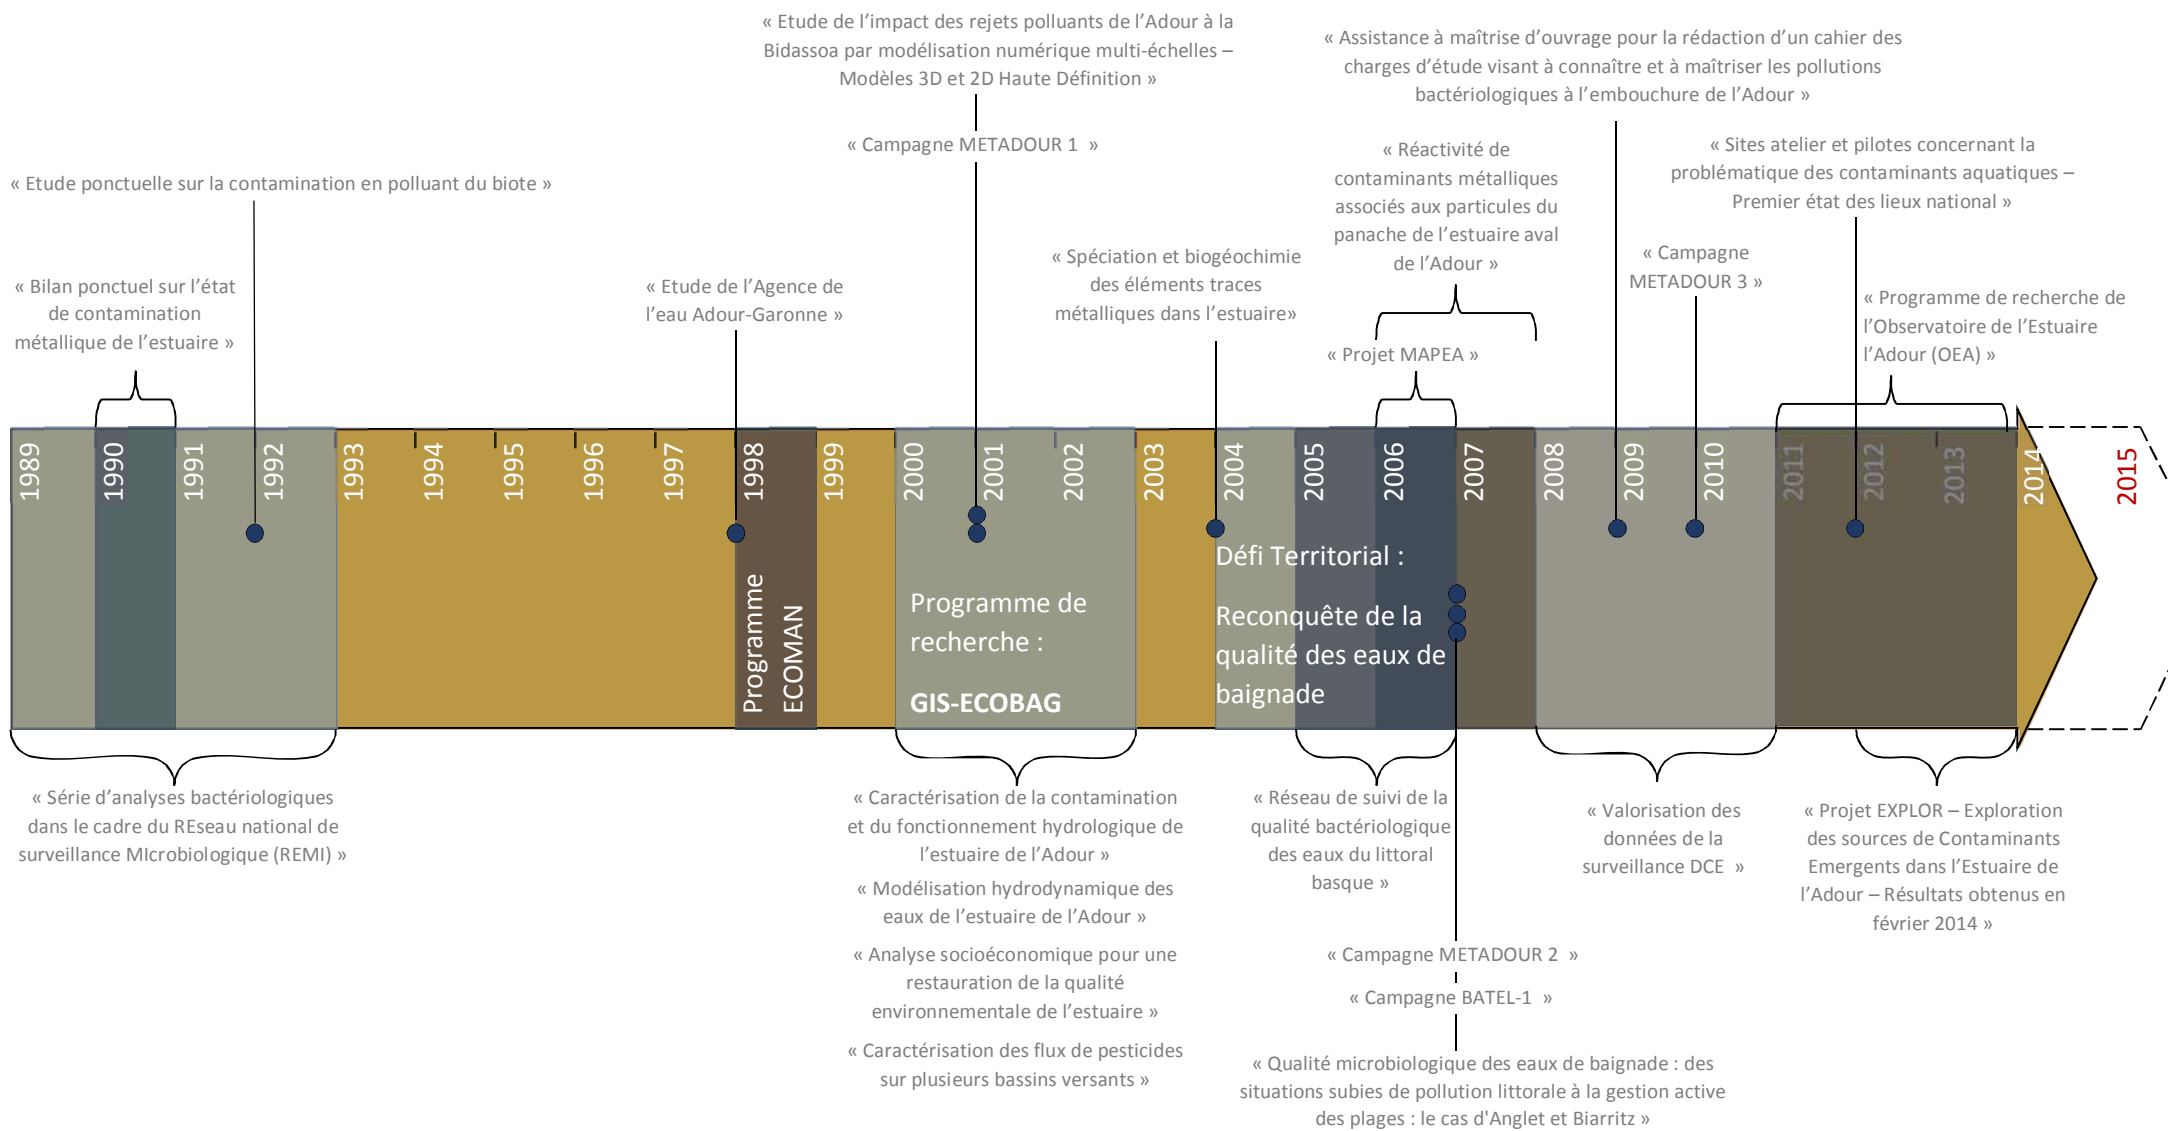 « Etude de l’impact des rejets polluants de l’Adour à la
Bidassoa par modélisation numérique multi-échelles –
Modèles 3D et 2D Haute Définition »
« Assistance à maîtrise d’ouvrage pour la rédaction d’un cahier des
charges d’étude visant à connaître et à maîtriser les pollutions
bactériologiques à l’embouchure de l’Adour »
« Campagne METADOUR 1 »
« Réactivité de
contaminants métalliques
associés aux particules du
panache de l’estuaire aval
de l’Adour »
« Sites atelier et pilotes concernant la
problématique des contaminants aquatiques –
Premier état des lieux national »
« Etude ponctuelle sur la contamination en polluant du biote »
« Bilan ponctuel sur l’état
de contamination
métallique de l’estuaire »
« Etude de l’Agence de
l’eau Adour-Garonne »
« Spéciation et biogéochimie
des éléments traces
métalliques dans l’estuaire»
« Campagne
METADOUR 3 »
« Projet MAPEA »
« Programme de recherche de
l’Observatoire de l’Estuaire
l’Adour (OEA) »
1989
1990
1991
1992
1993
1994
1995
1996
1997
1998
1999
2000
2001
2002
2003
2004
2005
2006
2007
2008
2009
2010
2011
2012
2013
2014
2015
Programme
ECOMAN
Programme de
recherche :
GIS-ECOBAG
Défi Territorial :
Reconquête de la
qualité des eaux de
baignade
« Série d’analyses bactériologiques
dans le cadre du REseau national de
surveillance MIcrobiologique (REMI) »
« Caractérisation de la contamination
et du fonctionnement hydrologique de
l’estuaire de l’Adour »
« Modélisation hydrodynamique des
eaux de l’estuaire de l’Adour »
« Analyse socioéconomique pour une
restauration de la qualité
environnementale de l’estuaire »
« Caractérisation des flux de pesticides
sur plusieurs bassins versants »
« Réseau de suivi de la
qualité bactériologique
des eaux du littoral
basque »
« Campagne METADOUR 2 »
« Campagne BATEL-1 »
« Qualité microbiologique des eaux de baignade : des
situations subies de pollution littorale à la gestion active
des plages : le cas d'Anglet et Biarritz »
« Valorisation des
données de la
surveillance DCE »
« Projet EXPLOR – Exploration
des sources de Contaminants
Emergents dans l’Estuaire de
l’Adour – Résultats obtenus en
février 2014 »